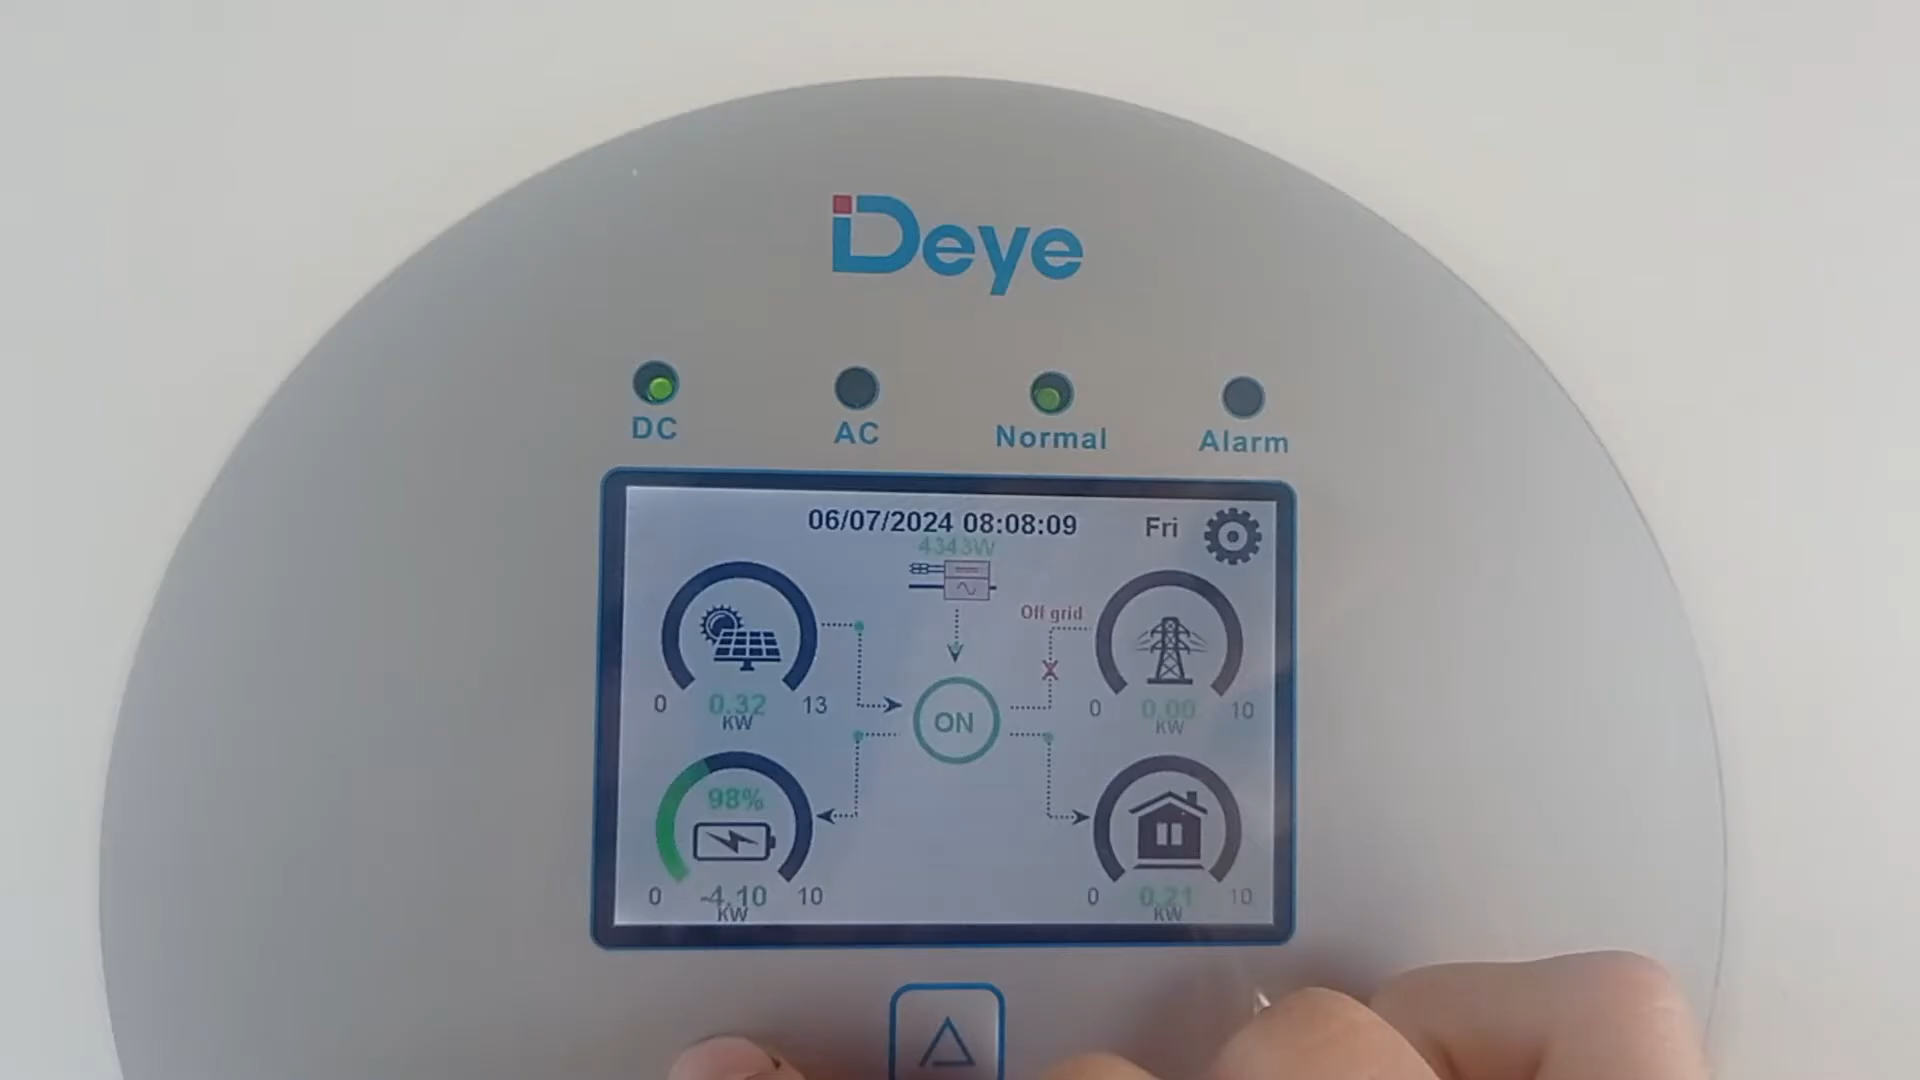 Deye
DC AC Normal Alarm
06/07/2024 08:08:09 Fri
4343W
Off grid
0 0.32 13
KW
0 0.00 10
KW
ON
98%
0 -4.10 10
KW
0 0.21 10
KW